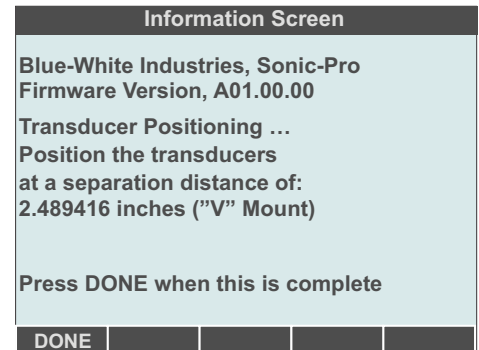 Information Screen
Blue-White Industries, Sonic-Pro
Firmware Version, A01.00.00
Transducer Positioning …
Position the transducers
at a separation distance of:
2.489416 inches (”V” Mount)
Press DONE when this is complete
DONE